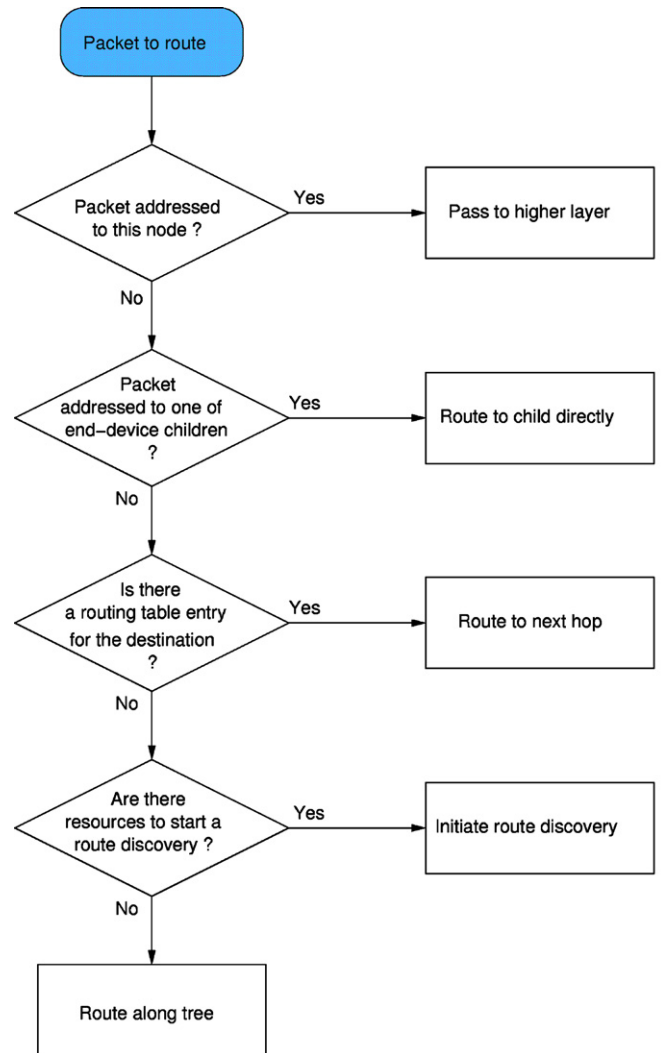 Packet to route
Packet addressed
to this node ?
Yes
Pass to higher layer
No
Packet
addressed to one of
end–device children
?
Yes
Route to child directly
No
Is there
a routing table entry
for the destination
?
Yes
Route to next hop
No
Are there
resources to start a
route discovery ?
Yes
Initiate route discovery
No
Route along tree